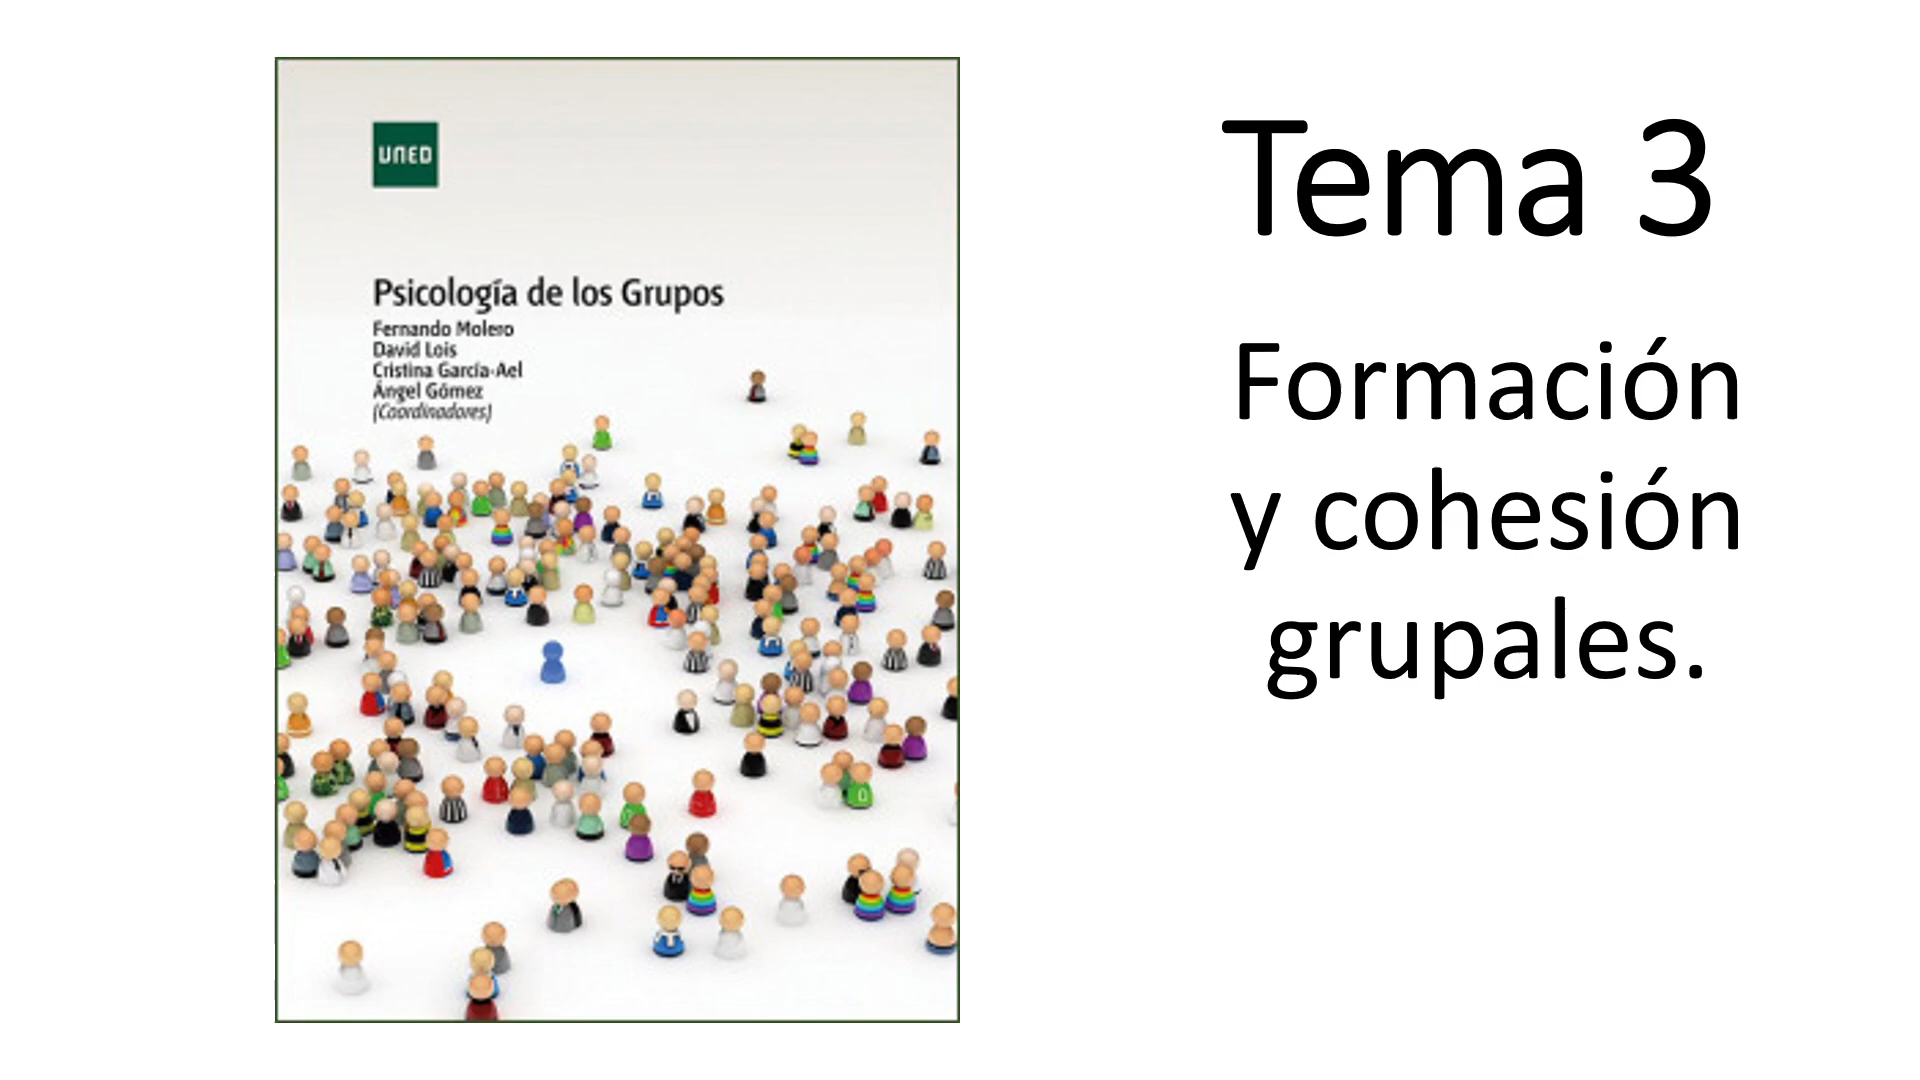 UNED
Psicología de los Grupos
Fernando Molero
David Lois
Cristina García-Ael
Ángel Gómez
(Coordinadores)
Tema 3
Formación
y cohesión
grupales.